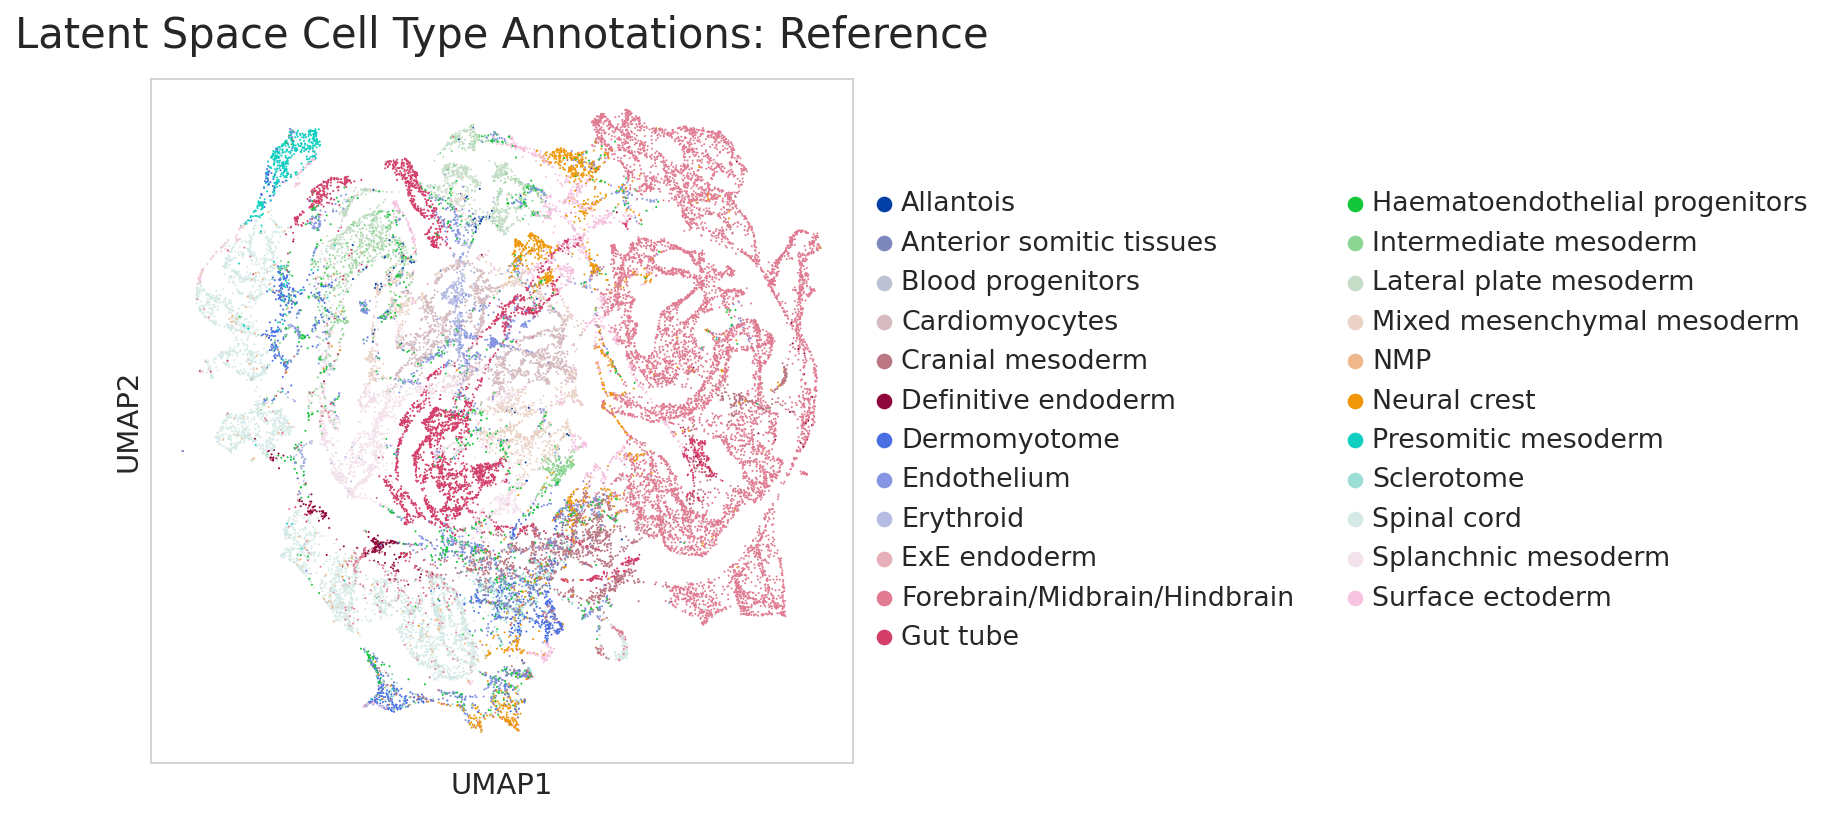 Latent Space Cell Type Annotations: Reference
UMAP2
UMAP1
Allantois
Anterior somitic tissues
Blood progenitors
Cardiomyocytes
Cranial mesoderm
Definitive endoderm
Dermomyotome
Endothelium
Erythroid
ExE endoderm
Forebrain/Midbrain/Hindbrain
Gut tube
Haematoendothelial progenitors
Intermediate mesoderm
Lateral plate mesoderm
Mixed mesenchymal mesoderm
NMP
Neural crest
Presomitic mesoderm
Sclerotome
Spinal cord
Splanchnic mesoderm
Surface ectoderm